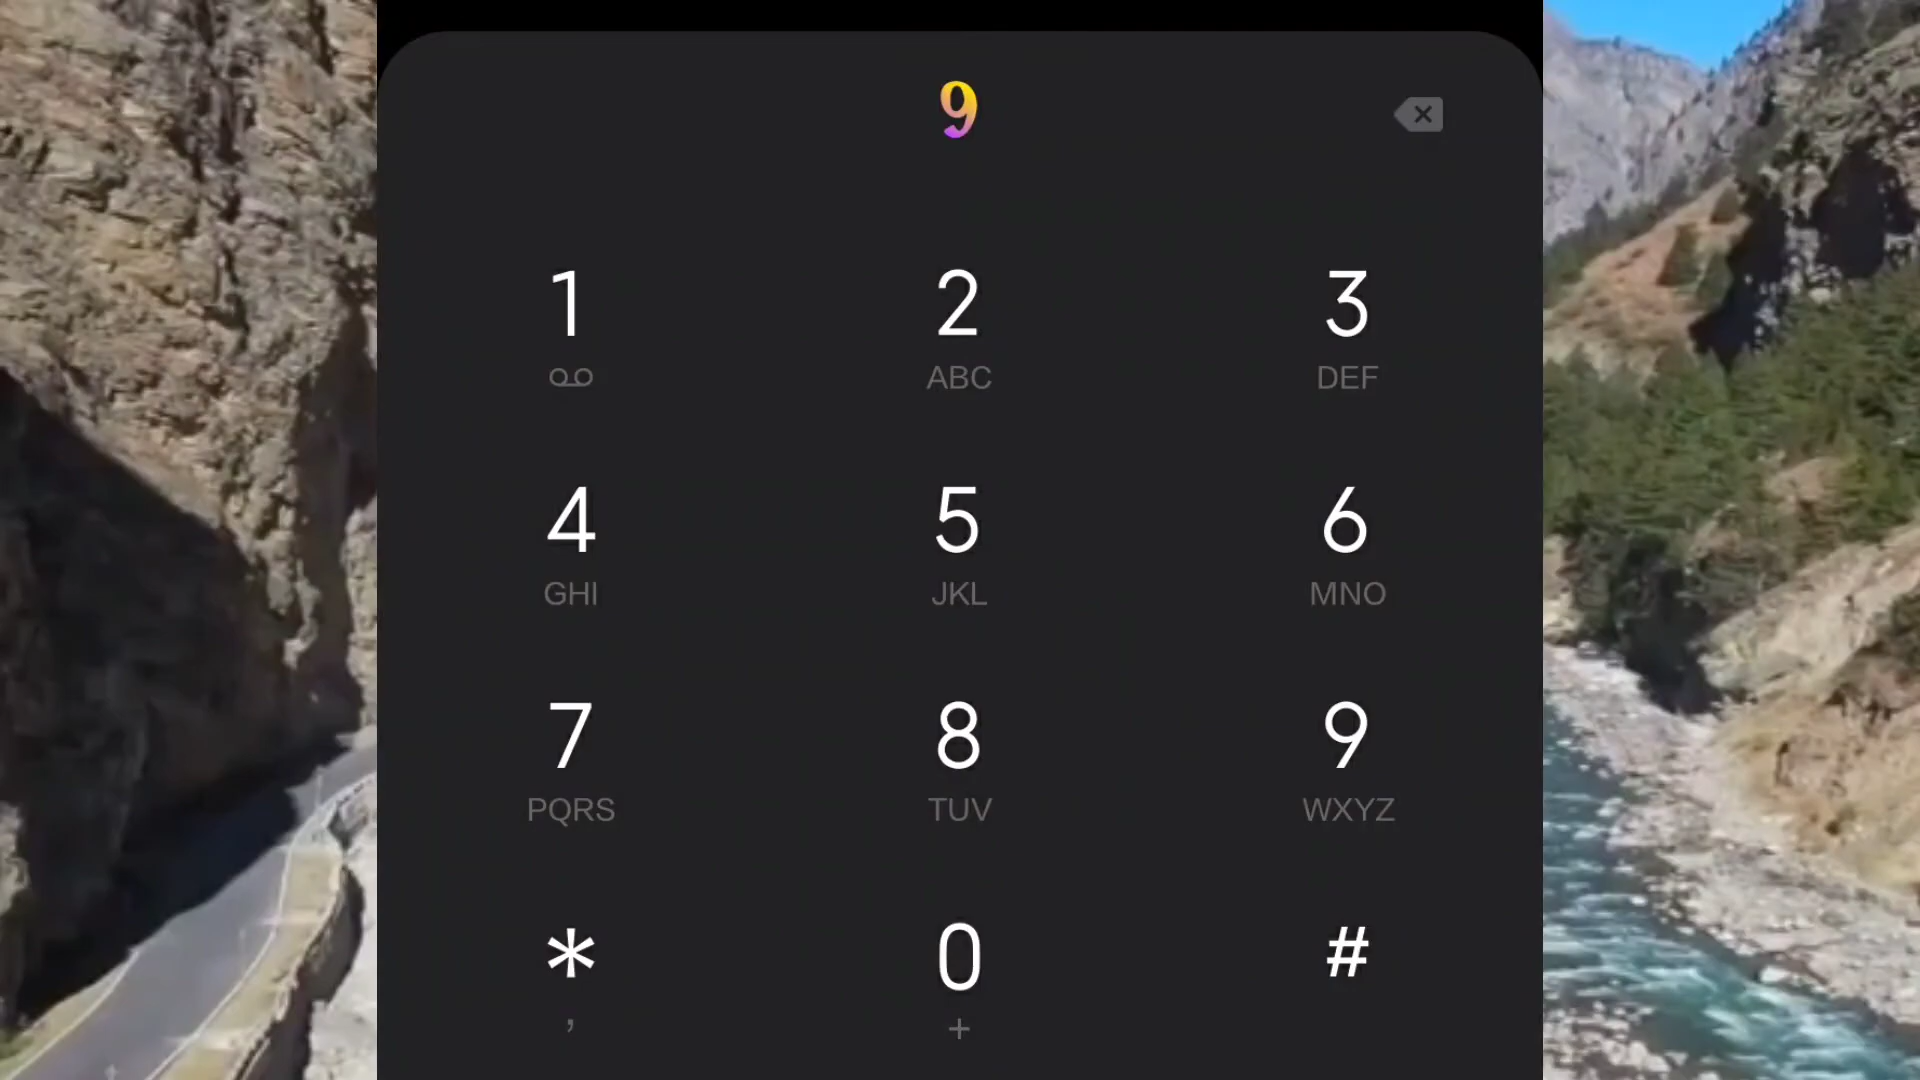 9
1 2 3
ABC DEF
4 5 6
GHI JKL MNO
7 8 9
PQRS TUV WXYZ
* 0 #
, +